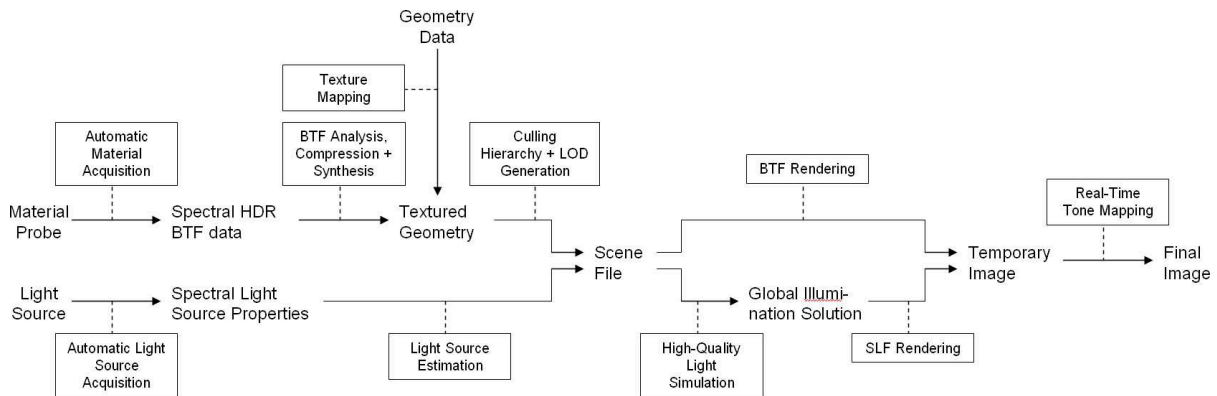 Geometry
Data
Texture
Mapping
Automatic
Material
Acquisition
BTF Analysis,
Compression +
Synthesis
Culling
Hierarchy + LOD
Generation
BTF Rendering
Real-Time
Tone Mapping
Material
Probe
Spectral HDR
BTF data
Textured
Geometry
Scene
File
Temporary
Image
Final
Image
Light
Source
Spectral Light
Source Properties
Global Illumi-
nation Solution
Automatic Light
Source
Acquisition
Light Source
Estimation
High-Quality
Light
Simulation
SLF Rendering